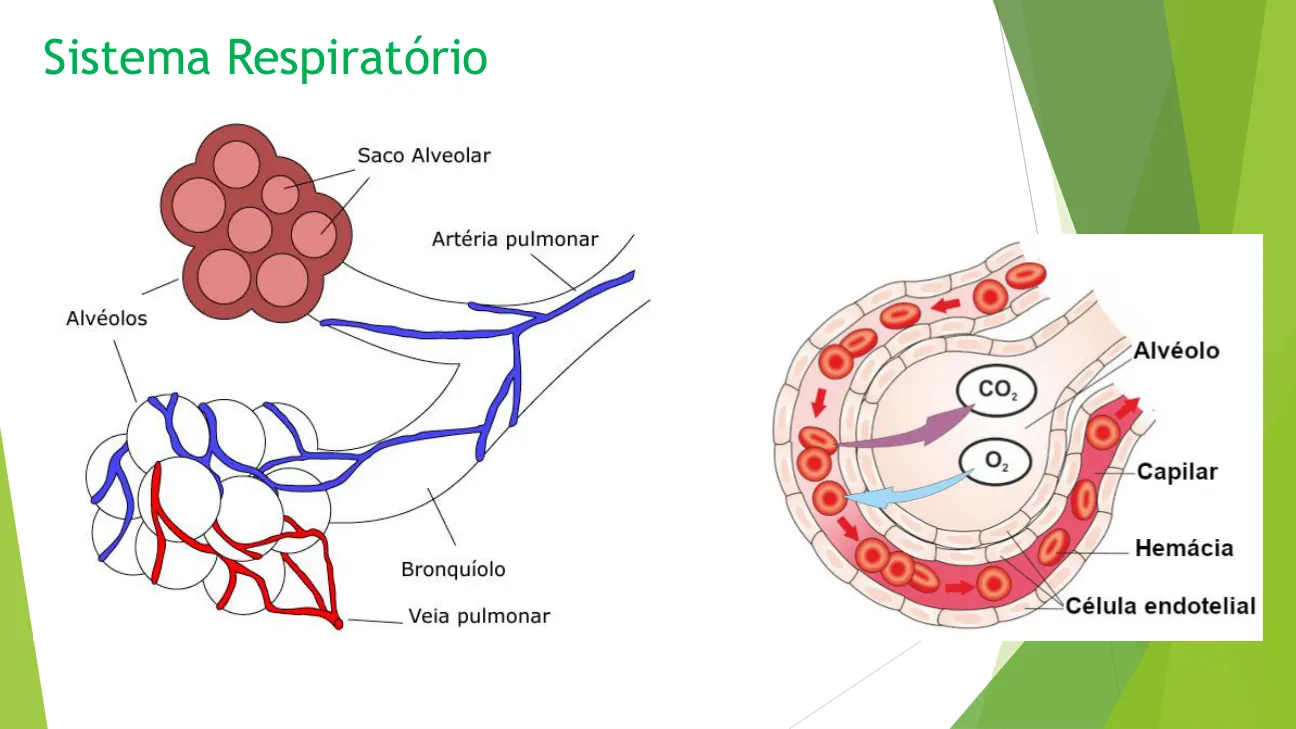 Sistema Respiratório
Saco Alveolar
Artéria pulmonar
Alvéolos
Bronquíolo
Veia pulmonar
CO₂
O₂
Alvéolo
Capilar
Hemácia
Célula endotelial